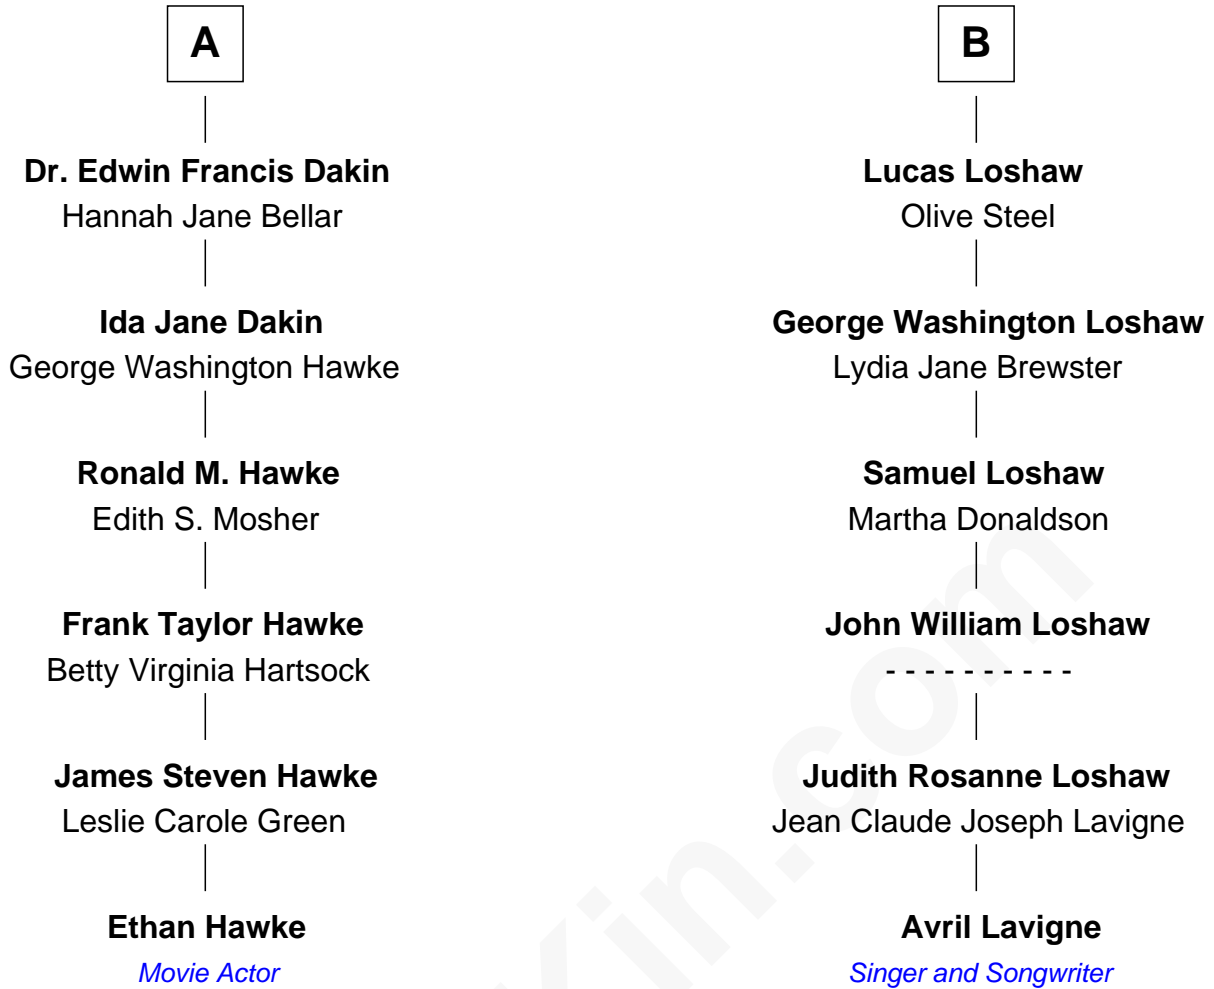 A
B
Dr. Edwin Francis Dakin
Hannah Jane Bellar
Lucas Loshaw
Olive Steel
Ida Jane Dakin
George Washington Hawke
George Washington Loshaw
Lydia Jane Brewster
Ronald M. Hawke
Edith S. Mosher
Samuel Loshaw
Martha Donaldson
Frank Taylor Hawke
Betty Virginia Hartsock
John William Loshaw
- - - - - - - - - -
James Steven Hawke
Leslie Carole Green
Judith Rosanne Loshaw
Jean Claude Joseph Lavigne
Ethan Hawke
Movie Actor
Avril Lavigne
Singer and Songwriter